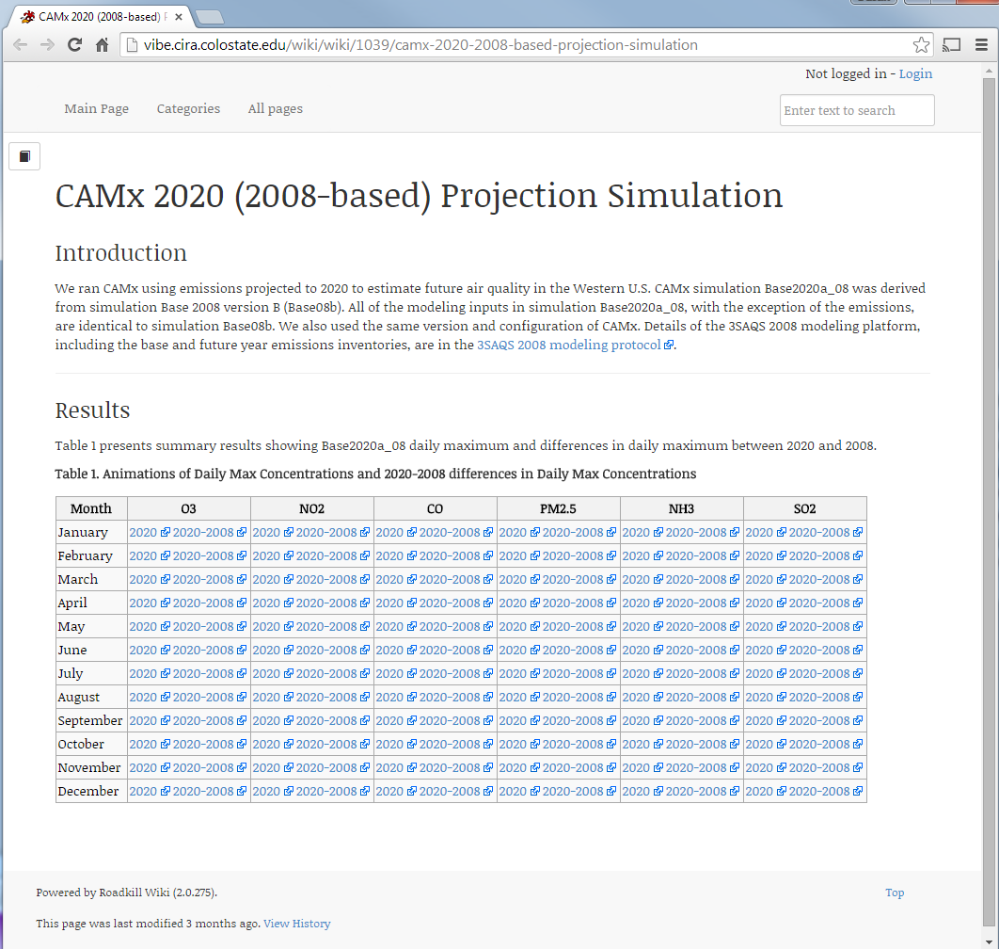 CAMx 2020 (2008-based) P
vibe.cira.colostate.edu/wiki/wiki/1039/camx-2020-2008-based-projection-simulation
Not logged in - Login
Main Page Categories All pages Enter text to search
CAMx 2020 (2008-based) Projection Simulation
Introduction
We ran CAMx using emissions projected to 2020 to estimate future air quality in the Western U.S. CAMx simulation Base2020a_08 was derived
from simulation Base 2008 version B (Base08b). All of the modeling inputs in simulation Base2020a_08, with the exception of the emissions,
are identical to simulation Base08b. We also used the same version and configuration of CAMx. Details of the 3SAQS 2008 modeling platform,
including the base and future year emissions inventories, are in the 3SAQS 2008 modeling protocol.
Results
Table 1 presents summary results showing Base2020a_08 daily maximum and differences in daily maximum between 2020 and 2008.
Table 1. Animations of Daily Max Concentrations and 2020-2008 differences in Daily Max Concentrations
Month O3 NO2 CO PM2.5 NH3 SO2
January 2020 2020-2008 2020 2020-2008 2020 2020-2008 2020 2020-2008 2020 2020-2008 2020 2020-2008
February 2020 2020-2008 2020 2020-2008 2020 2020-2008 2020 2020-2008 2020 2020-2008 2020 2020-2008
March 2020 2020-2008 2020 2020-2008 2020 2020-2008 2020 2020-2008 2020 2020-2008 2020 2020-2008
April 2020 2020-2008 2020 2020-2008 2020 2020-2008 2020 2020-2008 2020 2020-2008 2020 2020-2008
May 2020 2020-2008 2020 2020-2008 2020 2020-2008 2020 2020-2008 2020 2020-2008 2020 2020-2008
June 2020 2020-2008 2020 2020-2008 2020 2020-2008 2020 2020-2008 2020 2020-2008 2020 2020-2008
July 2020 2020-2008 2020 2020-2008 2020 2020-2008 2020 2020-2008 2020 2020-2008 2020 2020-2008
August 2020 2020-2008 2020 2020-2008 2020 2020-2008 2020 2020-2008 2020 2020-2008 2020 2020-2008
September 2020 2020-2008 2020 2020-2008 2020 2020-2008 2020 2020-2008 2020 2020-2008 2020 2020-2008
October 2020 2020-2008 2020 2020-2008 2020 2020-2008 2020 2020-2008 2020 2020-2008 2020 2020-2008
November 2020 2020-2008 2020 2020-2008 2020 2020-2008 2020 2020-2008 2020 2020-2008 2020 2020-2008
December 2020 2020-2008 2020 2020-2008 2020 2020-2008 2020 2020-2008 2020 2020-2008 2020 2020-2008
Powered by Roadkill Wiki (2.0.275). Top
This page was last modified 3 months ago. View History